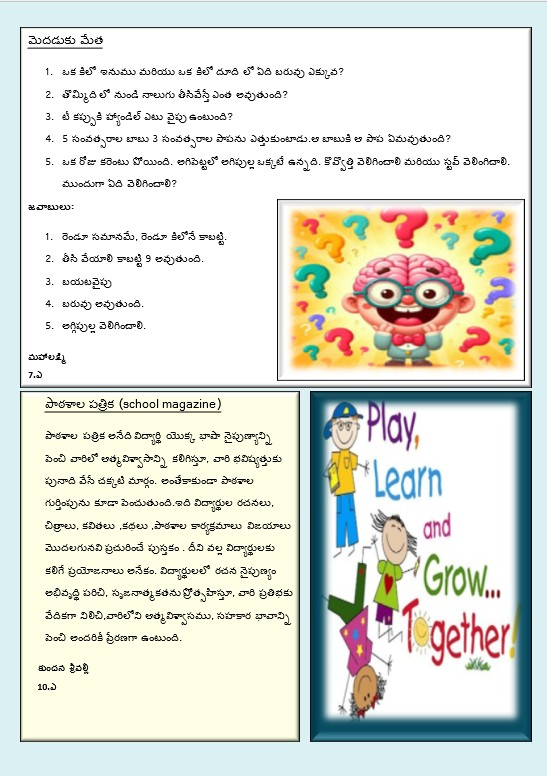 మెదడుకు మేత
1. ఒక కిలో ఇనుము మరియు ఒక కిలో దూది లో ఏది బరువు ఎక్కువ?
2. తొమ్మిది లో నుండి నాలుగు తీసివేస్తే ఎంత అవుతుంది?
3. టీ కప్పుకి హ్యాండిల్ ఎటు వైపు ఉంటుంది?
4. 5 సంవత్సరాల బాబు 3 సంవత్సరాల పాపను ఎత్తుకుంటాడు.ఆ బాబుకి ఆ పాప ఏమవుతుంది?
5. ఒక రోజు కరెంటు పోయింది. అగిపెట్టలో అగిపుల్ల ఒక్కటే ఉన్నది. కొవ్వొత్తి వెలిగిందాలి మరియు స్టవ్ వెలింగిదాలి.
ముందుగా ఏది వెలిగిందాలి?
జవాబులు:
1. రెండూ సమానమే, రెండూ కిలోనే కాబట్టి.
2. తీసి వేయాలి కాబట్టి 9 అవుతుంది.
3. బయటవైపు
4. బరువు అవుతుంది.
5. అగ్గిపుల్ల వెలిగిందాలి.
మహాలక్ష్మి
7.ఎ
పాఠశాల పత్రిక (school magazine)
పాఠశాల పత్రిక అనేది విద్యార్థి యొక్క భాషా నైపుణ్యాన్ని
పెంచి వారిలో ఆత్మవిశ్వాసాన్ని కలిగిస్తూ, వారి భవిష్యత్తుకు
పునాది వేసే చక్కటి మార్గం. అంతేకాకుండా పాఠశాల
గుర్తింపును కూడా పెంచుతుంది.ఇది విద్యార్థుల రచనలు,
చిత్రాలు, కవితలు ,కథలు ,పాఠశాల కార్యక్రమాలు విజయాలు
మొదలగునవి ప్రచురించే పుస్తకం . దీని వల్ల విద్యార్థులకు
కలిగే ప్రయోజనాలు అనేకం. విద్యార్థులలో రచన నైపుణ్యం
అభివృద్ధి పరిచి, సృజనాత్మకతను ప్రోత్సహిస్తూ, వారి ప్రతిభకు
వేదికగా నిలిచి,వారిలోని ఆత్మవిశ్వాసము, సహకార భావాన్ని
పెంచి అందరికీ ప్రేరణగా ఉంటుంది.
కుందన శ్రీవల్లి
10.ఎ
Play,
Learn
and
Grow...
Together!